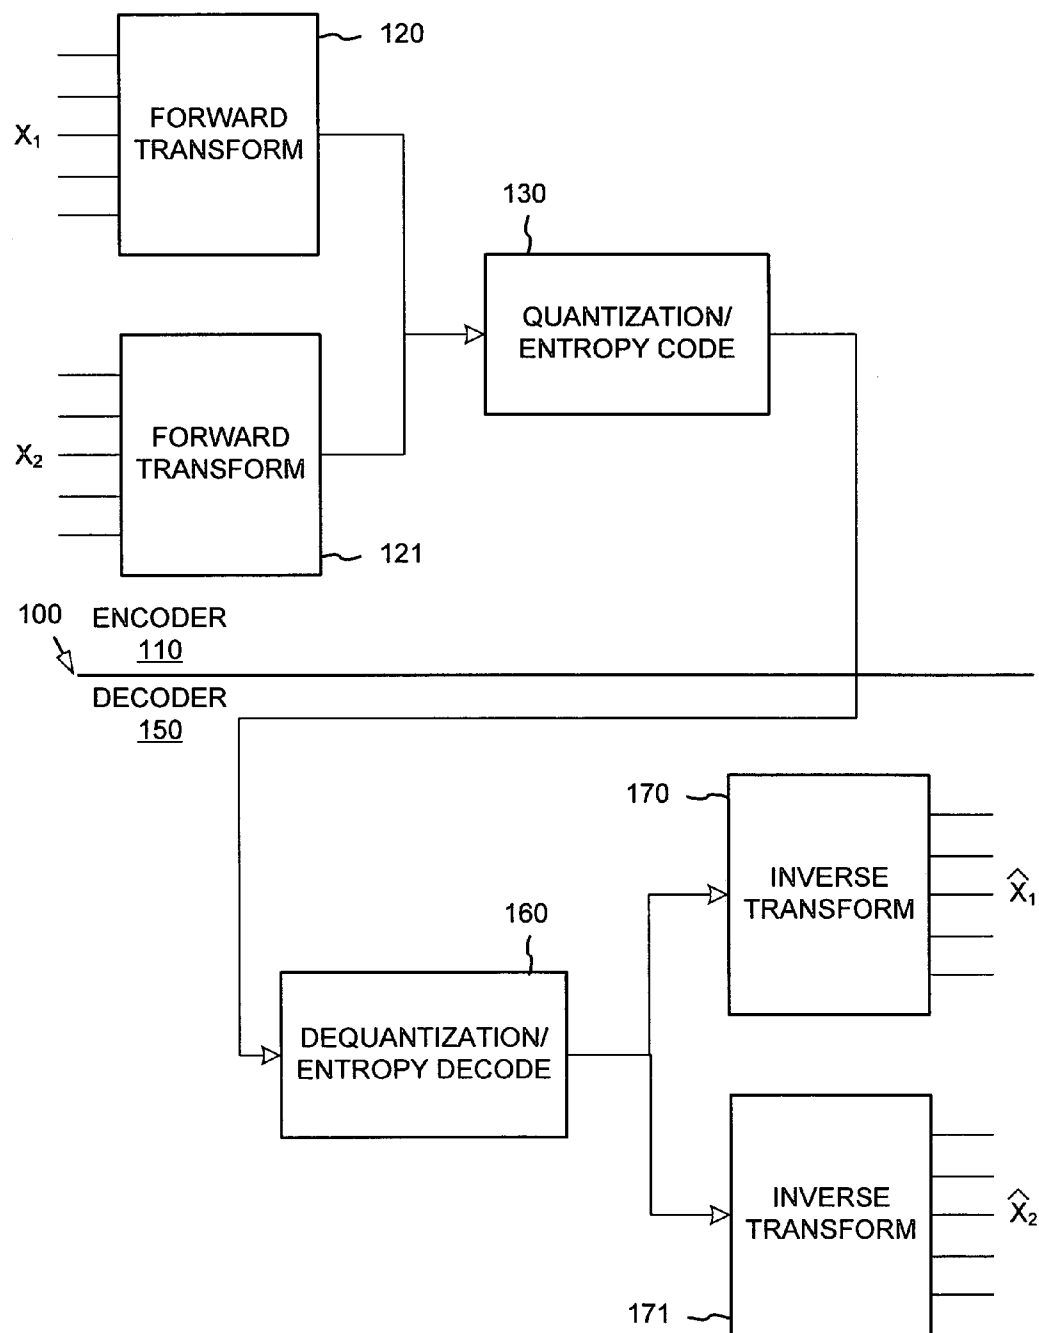 120
FORWARD
TRANSFORM
X₁
130
QUANTIZATION/
ENTROPY CODE
FORWARD
TRANSFORM
X₂
121
100
ENCODER
110
DECODER
150
170
INVERSE
TRANSFORM
X̂₁
160
DEQUANTIZATION/
ENTROPY DECODE
INVERSE
TRANSFORM
X̂₂
171